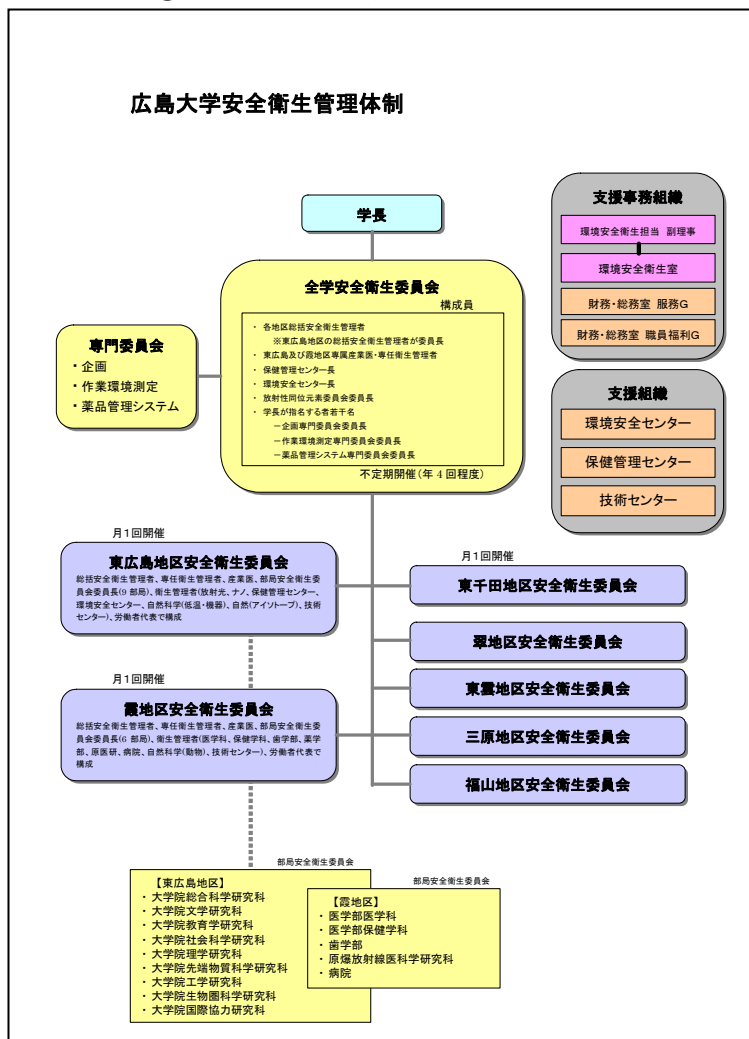 広島大学安全衛生管理体制
学長
全学安全衛生委員会
構成員
・ 各地区総括安全衛生管理者
※東広島地区の総括安全衛生管理者が委員長
・ 東広島及び霞地区専属産業医・専任衛生管理者
・ 保健管理センター長
・ 環境安全センター長
・ 放射性同位元素委員会委員長
・ 学長が指名する者若干名
－企画専門委員会委員長
－作業環境測定専門委員会委員長
－薬品管理システム専門委員会委員長
不定期開催(年 4 回程度)
専門委員会
・企画
・作業環境測定
・薬品管理システム
支援事務組織
環境安全衛生担当 副理事
環境安全衛生室
財務・総務室 服務G
財務・総務室 職員福利G
支援組織
環境安全センター
保健管理センター
技術センター
月1回開催
東広島地区安全衛生委員会
総括安全衛生管理者、専任衛生管理者、産業医、部局安全衛生委
員会委員長(9 部局)、衛生管理者(放射光、ナノ、保健管理センター、
環境安全センター、自然科学(低温・機器)、自然(アイソトープ)、技術
センター)、労働者代表で構成
月1回開催
霞地区安全衛生委員会
総括安全衛生管理者、専任衛生管理者、産業医、部局安全衛生委
員会委員長(6 部局)、衛生管理者(医学科、保健学科、歯学部、薬学
部、原医研、病院、自然科学(動物)、技術センター)、労働者代表で
構成
月1回開催
東千田地区安全衛生委員会
翠地区安全衛生委員会
東雲地区安全衛生委員会
三原地区安全衛生委員会
福山地区安全衛生委員会
部局安全衛生委員会
【東広島地区】
・ 大学院総合科学研究科
・ 大学院文学研究科
・ 大学院教育学研究科
・ 大学院社会科学研究科
・ 大学院理学研究科
・ 大学院先端物質科学研究科
・ 大学院工学研究科
・ 大学院生物圏科学研究科
・ 大学院国際協力研究科
部局安全衛生委員会
【霞地区】
・ 医学部医学科
・ 医学部保健学科
・ 歯学部
・ 原爆放射線医科学研究科
・ 病院